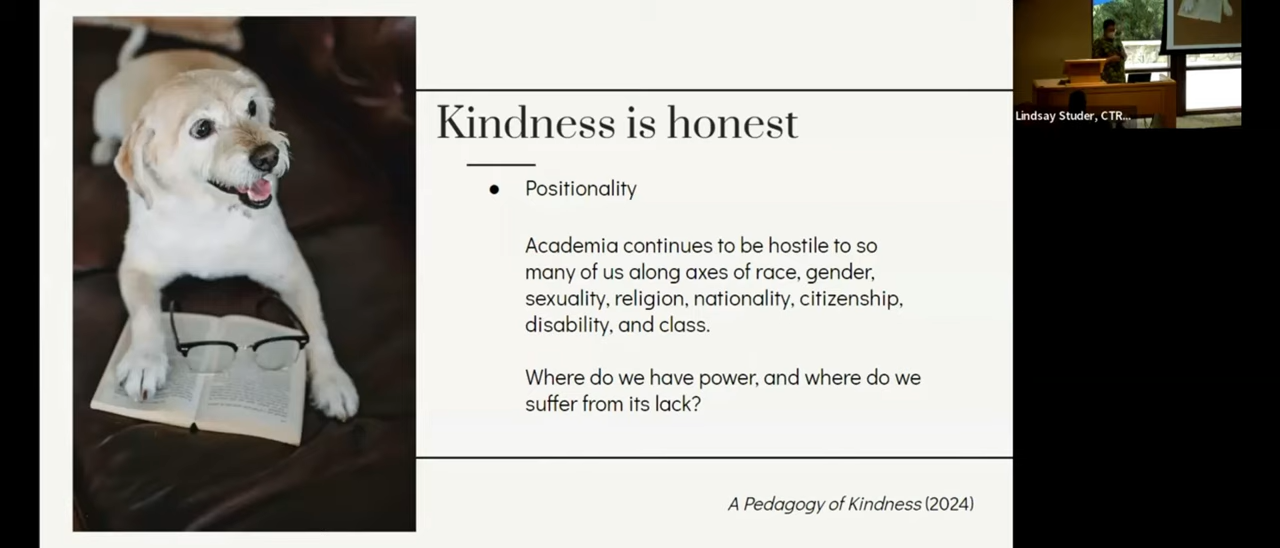 Kindness is honest
● Positionality
Academia continues to be hostile to so
many of us along axes of race, gender,
sexuality, religion, nationality, citizenship,
disability, and class.
Where do we have power, and where do we
suffer from its lack?
A Pedagogy of Kindness (2024)
Lindsay Studer, CTR...